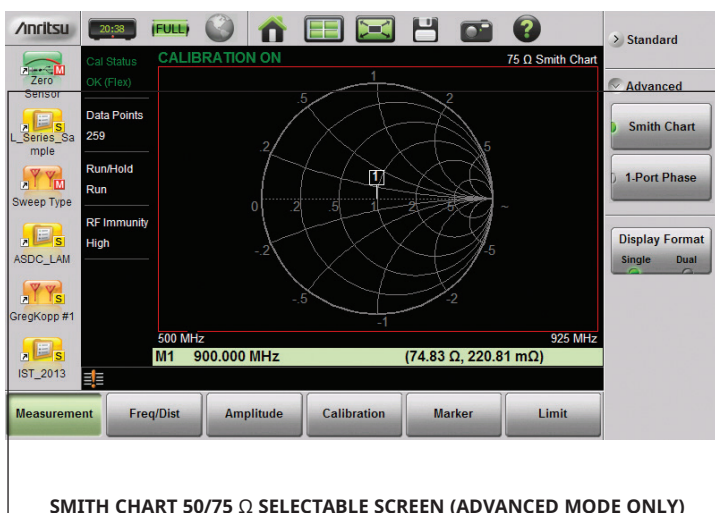 Anritsu
20:38
FULL
?
Zero
Sensor
M
L_Series_Sa
mple
S
Sweep Type
M
ASDC_LAM
S
GregKopp #1
S
IST_2013
S
Cal Status
OK (Flex)
Data Points
259
Run/Hold
Run
RF Immunity
High
CALIBRATION ON
75 Ω Smith Chart
1
.5
2
.2
5
1
0
.2
.5
1
2
5
~
-.2
-5
-.5
-2
-1
500 MHz
925 MHz
M1 900.000 MHz (74.83 Ω, 220.81 mΩ)
Standard
Advanced
Smith Chart
1-Port Phase
Display Format
Single Dual
Measurement
Freq/Dist
Amplitude
Calibration
Marker
Limit
SMITH CHART 50/75 Ω SELECTABLE SCREEN (ADVANCED MODE ONLY)